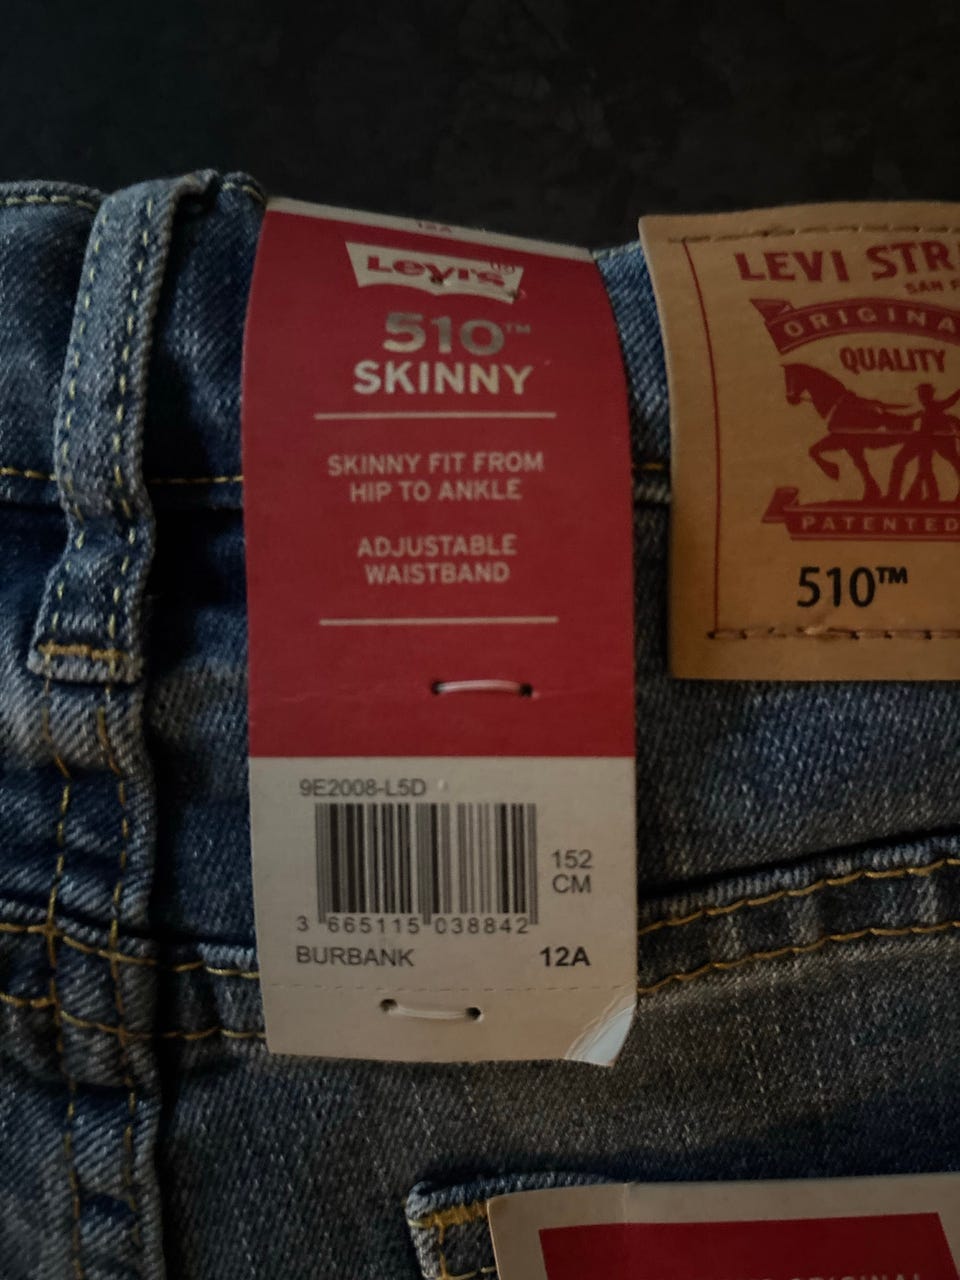 12A
Levi's
510™
SKINNY
SKINNY FIT FROM
HIP TO ANKLE
ADJUSTABLE
WAISTBAND
9E2008-L5D
152
CM
3 665115 038842
BURBANK
12A
LEVI STR
SAN F
ORIGINA
QUALITY
PATENTED
510™